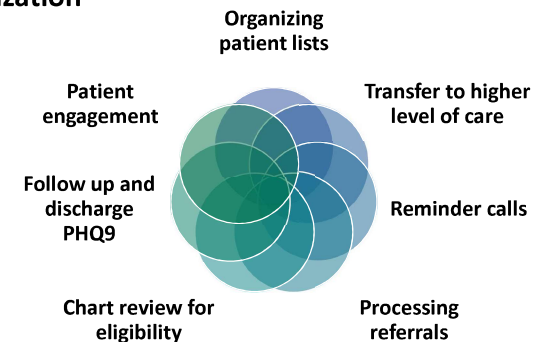 Organizing
patient lists
Transfer to higher
level of care
Reminder calls
Processing
referrals
Chart review for
eligibility
Follow up and
discharge
PHQ9
Patient
engagement